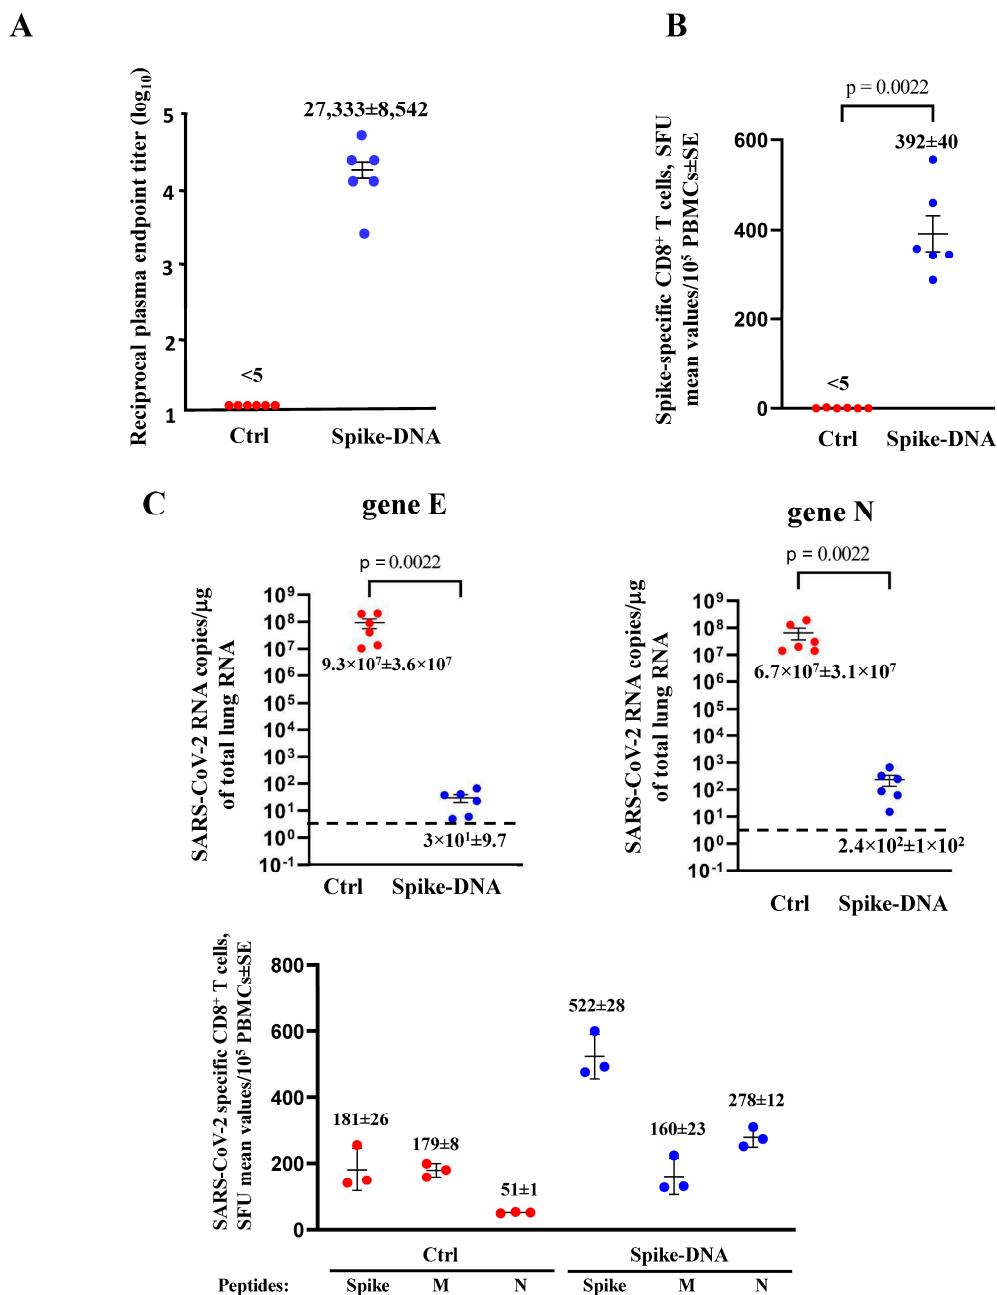 A
B
Reciprocal plasma endpoint titer (log10)
5
4
3
2
1
27,333±8,542
<5
Ctrl
Spike-DNA
Spike-specific CD8⁺ T cells, SFU
mean values/10⁵ PBMCs±SE
p = 0.0022
600
400
200
0
392±40
<5
Ctrl
Spike-DNA
C
gene E
p = 0.0022
SARS-CoV-2 RNA copies/µg
of total lung RNA
10⁹
10⁸
10⁷
10⁶
10⁵
10⁴
10³
10²
10¹
10⁰
10⁻¹
9.3×10⁷±3.6×10⁷
3×10¹±9.7
Ctrl
Spike-DNA
gene N
p = 0.0022
SARS-CoV-2 RNA copies/µg
of total lung RNA
10⁹
10⁸
10⁷
10⁶
10⁵
10⁴
10³
10²
10¹
10⁰
10⁻¹
6.7×10⁷±3.1×10⁷
2.4×10²±1×10²
Ctrl
Spike-DNA
SARS-CoV-2 specific CD8⁺ T cells,
SFU mean values/10⁵ PBMCs±SE
800
600
400
200
0
181±26
179±8
51±1
522±28
160±23
278±12
Ctrl
Spike-DNA
Peptides: Spike M N Spike M N